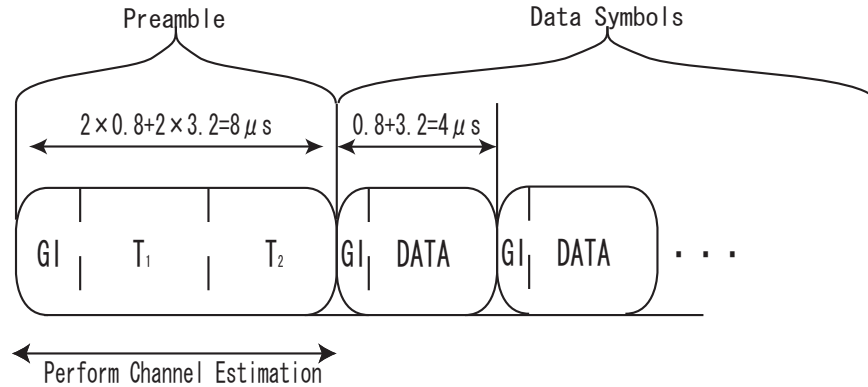 Preamble Data Symbols
2×0.8+2×3.2=8μs 0.8+3.2=4μs
GI T₁ T₂ GI DATA GI DATA ・・・
Perform Channel Estimation